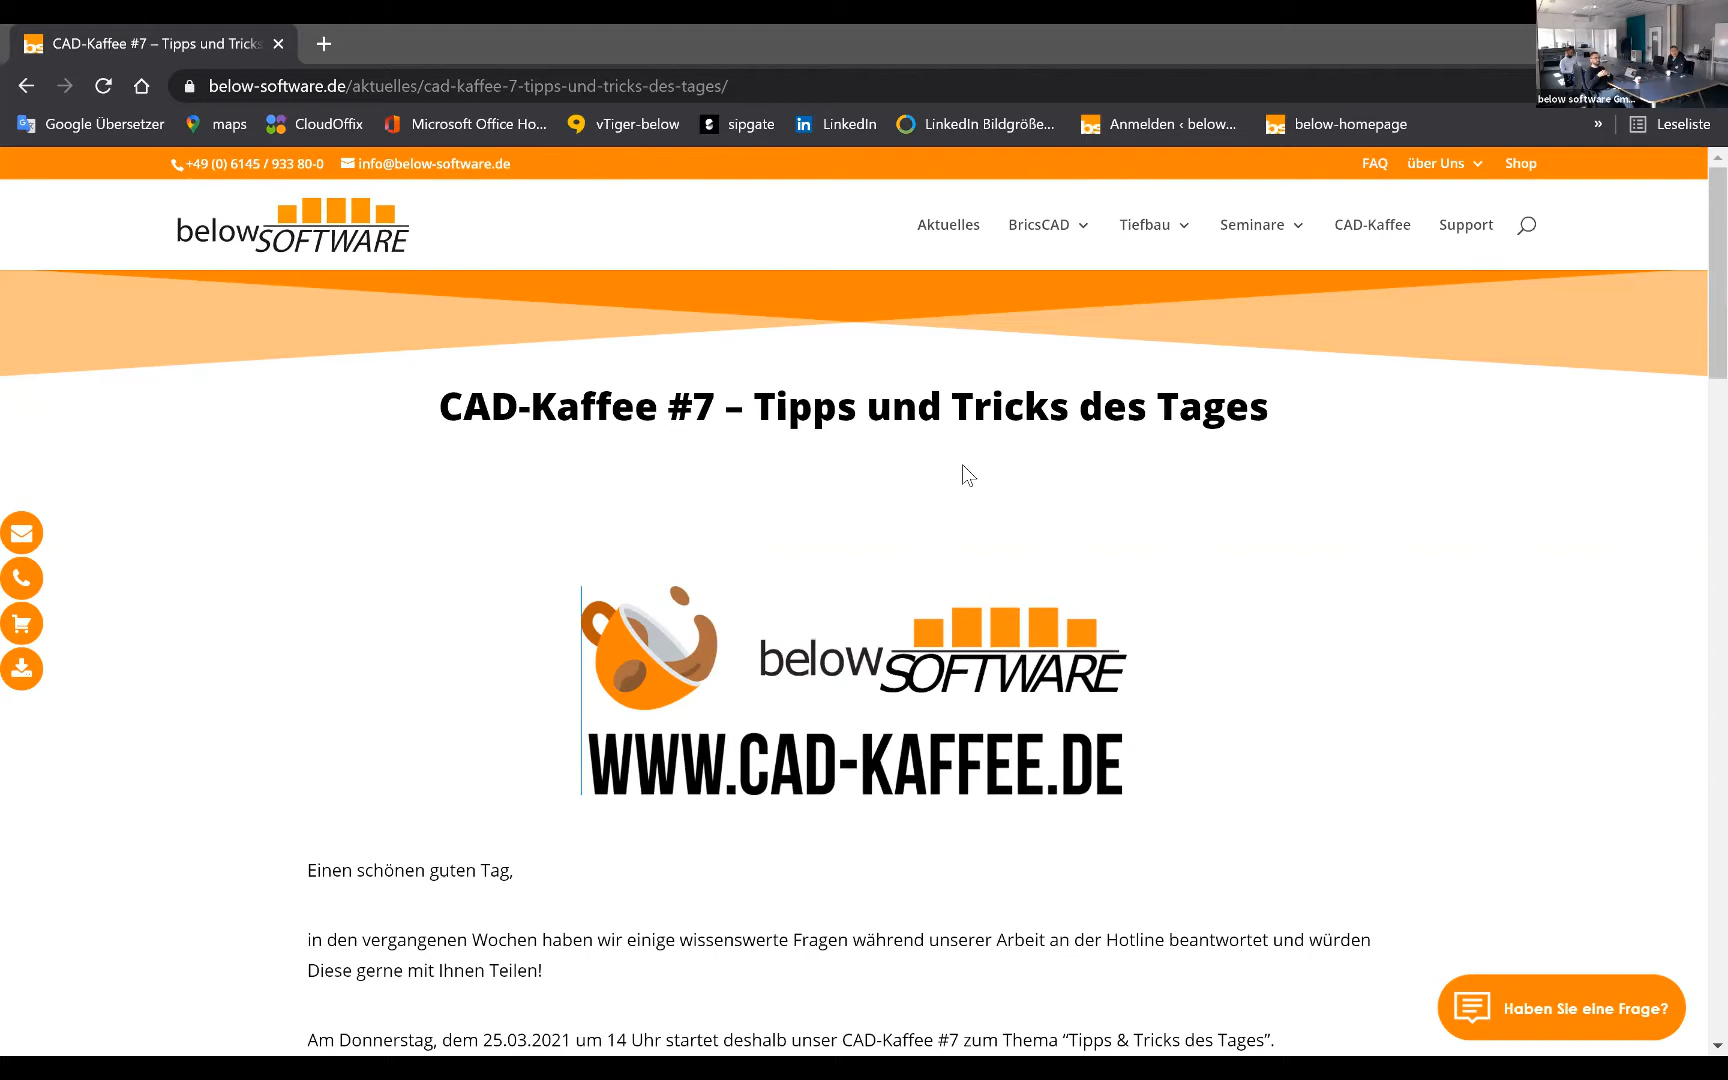 CAD-Kaffee #7 – Tipps und Tricks
below software Gm...
below-software.de/aktuelles/cad-kaffee-7-tipps-und-tricks-des-tages/
Google Übersetzer maps CloudOffix Microsoft Office Ho... vTiger-below sipgate LinkedIn LinkedIn Bildgröße... Anmelden ‹ below... below-homepage » Leseliste
+49 (0) 6145 / 933 80-0 info@below-software.de FAQ über Uns Shop
below SOFTWARE
Aktuelles BricsCAD Tiefbau Seminare CAD-Kaffee Support
CAD-Kaffee #7 – Tipps und Tricks des Tages
below SOFTWARE
WWW.CAD-KAFFEE.DE
Einen schönen guten Tag,
in den vergangenen Wochen haben wir einige wissenswerte Fragen während unserer Arbeit an der Hotline beantwortet und würden
Diese gerne mit Ihnen Teilen!
Haben Sie eine Frage?
Am Donnerstag, dem 25.03.2021 um 14 Uhr startet deshalb unser CAD-Kaffee #7 zum Thema “Tipps & Tricks des Tages”.